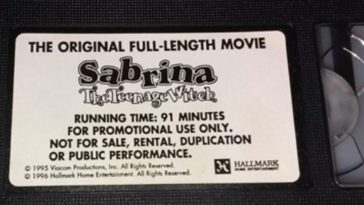 THE ORIGINAL FULL-LENGTH MOVIE
Sabrina
The Teenage Witch
RUNNING TIME: 91 MINUTES
FOR PROMOTIONAL USE ONLY.
NOT FOR SALE, RENTAL, DUPLICATION
OR PUBLIC PERFORMANCE.
© 1995 Viacom Productions, Inc. All Rights Reserved.
© 1996 Hallmark Home Entertainment. All Rights Reserved.
HALLMARK
HOME ENTERTAINMENT